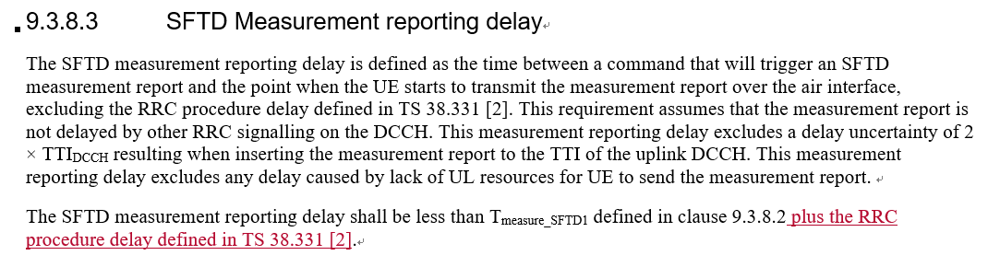 9.3.8.3 SFTD Measurement reporting delay
The SFTD measurement reporting delay is defined as the time between a command that will trigger an SFTD
measurement report and the point when the UE starts to transmit the measurement report over the air interface,
excluding the RRC procedure delay defined in TS 38.331 [2]. This requirement assumes that the measurement report is
not delayed by other RRC signalling on the DCCH. This measurement reporting delay excludes a delay uncertainty of 2
× TTIDCCH resulting when inserting the measurement report to the TTI of the uplink DCCH. This measurement
reporting delay excludes any delay caused by lack of UL resources for UE to send the measurement report.
The SFTD measurement reporting delay shall be less than Tmeasure_SFTD1 defined in clause 9.3.8.2 plus the RRC
procedure delay defined in TS 38.331 [2].